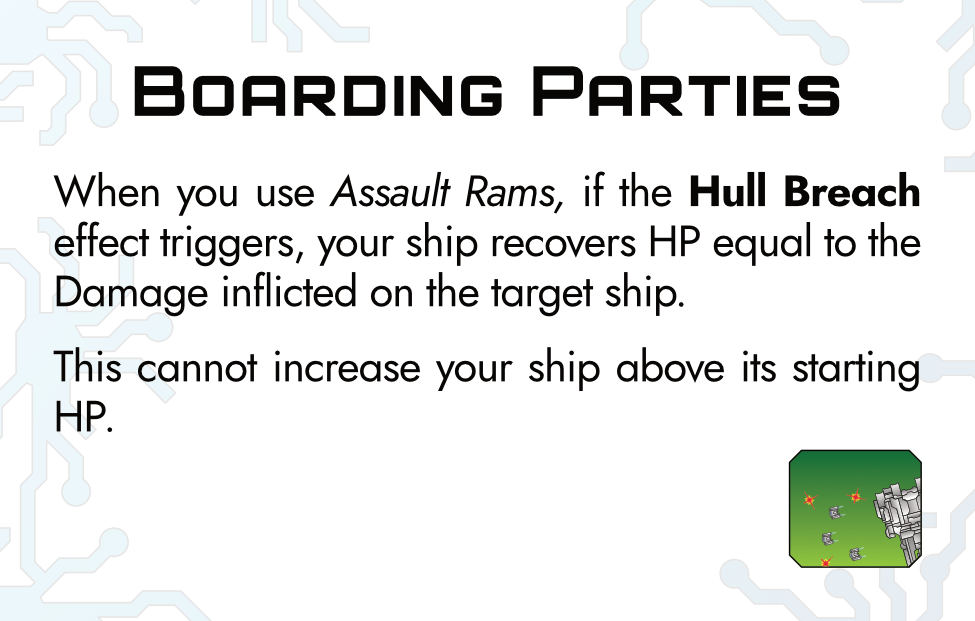 BOARDING PARTIES
When you use Assault Rams, if the Hull Breach
effect triggers, your ship recovers HP equal to the
Damage inflicted on the target ship.
This cannot increase your ship above its starting
HP.